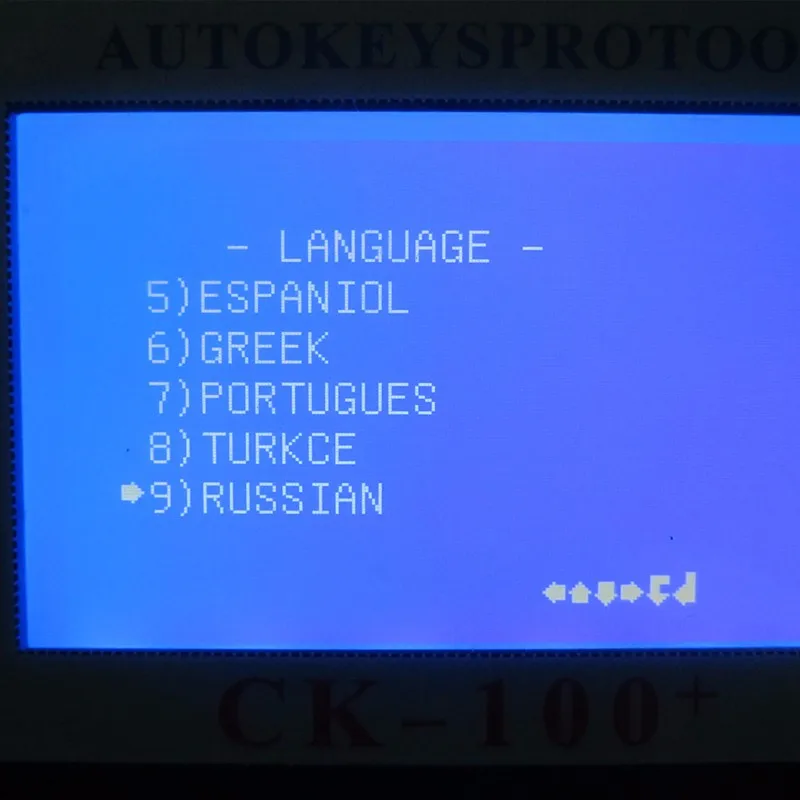 AUTOKEYSPROTOO
- LANGUAGE -
5)ESPANIOL
6)GREEK
7)PORTUGUES
8)TURKCE
9)RUSSIAN
CK-100+